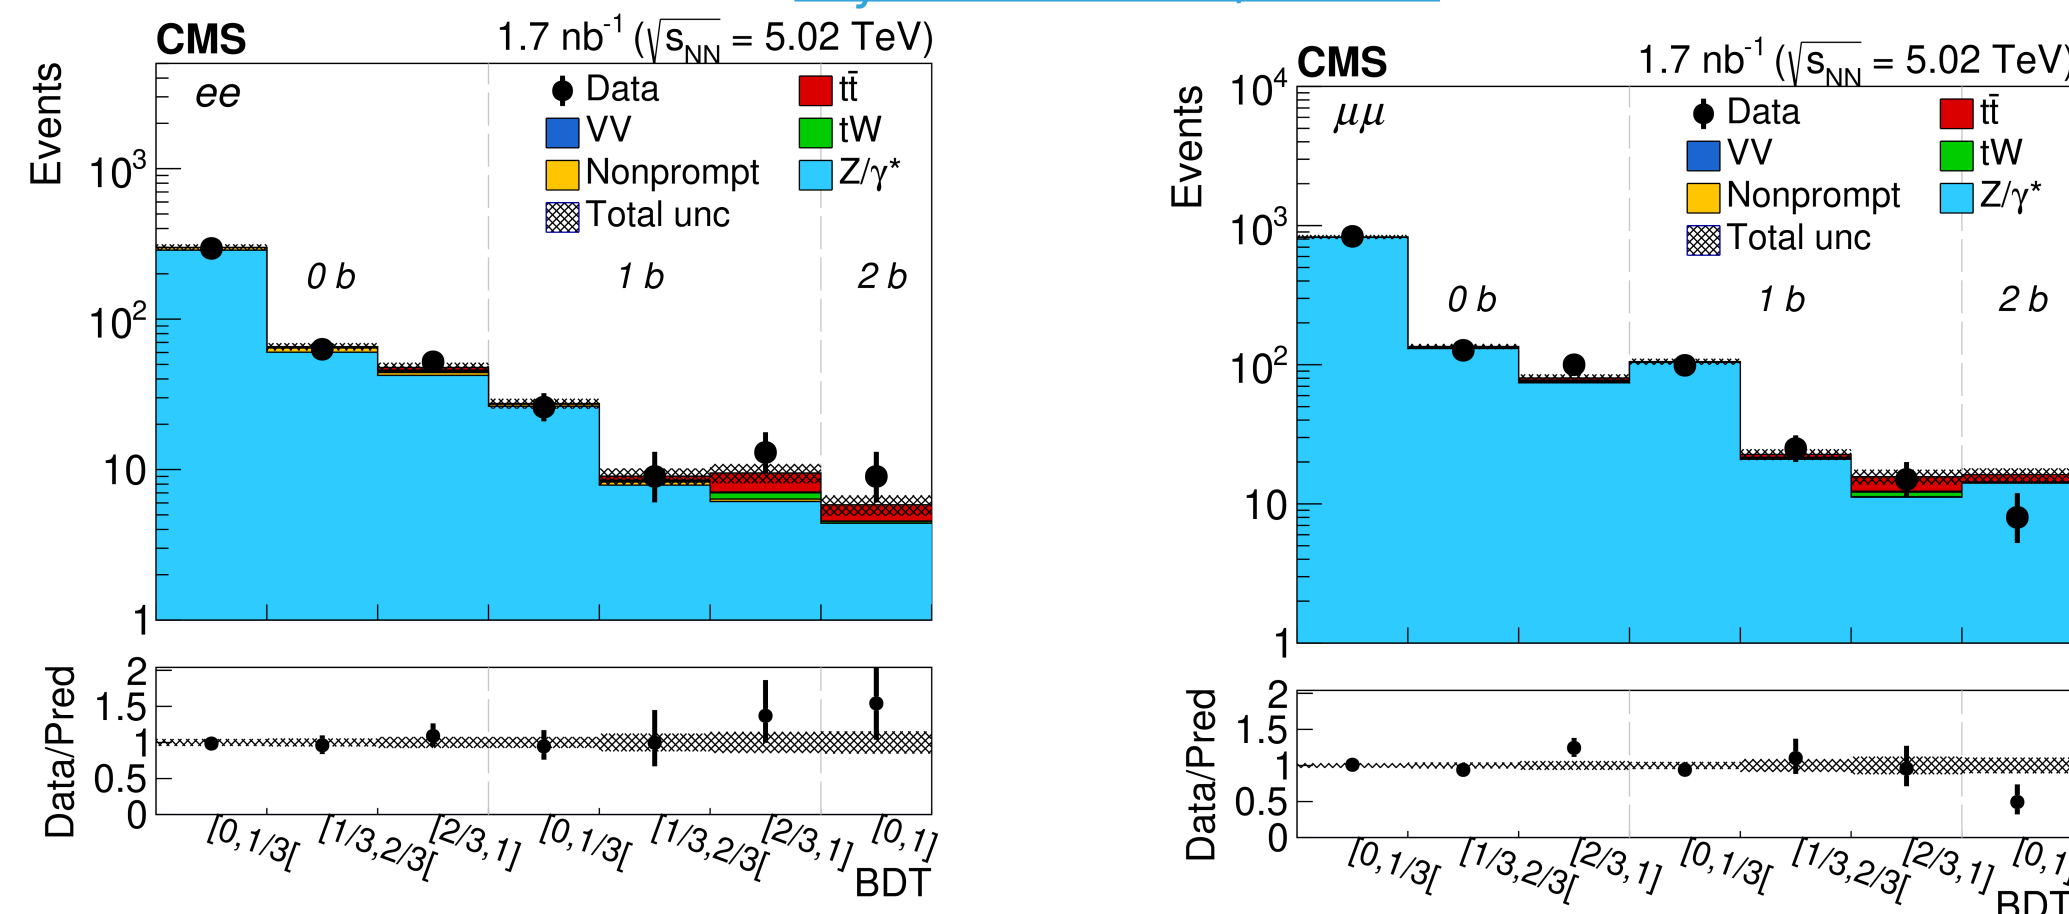 CMS
1.7 nb⁻¹ (√s_NN = 5.02 TeV)
ee
Data
tt̄
VV
tW
Nonprompt
Z/γ*
Total unc
0 b
1 b
2 b
Events
10³
10²
10
1
Data/Pred
2
1.5
1
0.5
0
[0,1/3[
[1/3,2/3[
[2/3,1]
[0,1/3[
[1/3,2/3[
[2/3,1]
[0,1]
BDT
CMS
1.7 nb⁻¹ (√s_NN = 5.02 TeV)
μμ
Data
tt̄
VV
tW
Nonprompt
Z/γ*
Total unc
0 b
1 b
2 b
Events
10⁴
10³
10²
10
1
Data/Pred
2
1.5
1
0.5
0
[0,1/3[
[1/3,2/3[
[2/3,1]
[0,1/3[
[1/3,2/3[
[2/3,1]
[0,1]
BDT